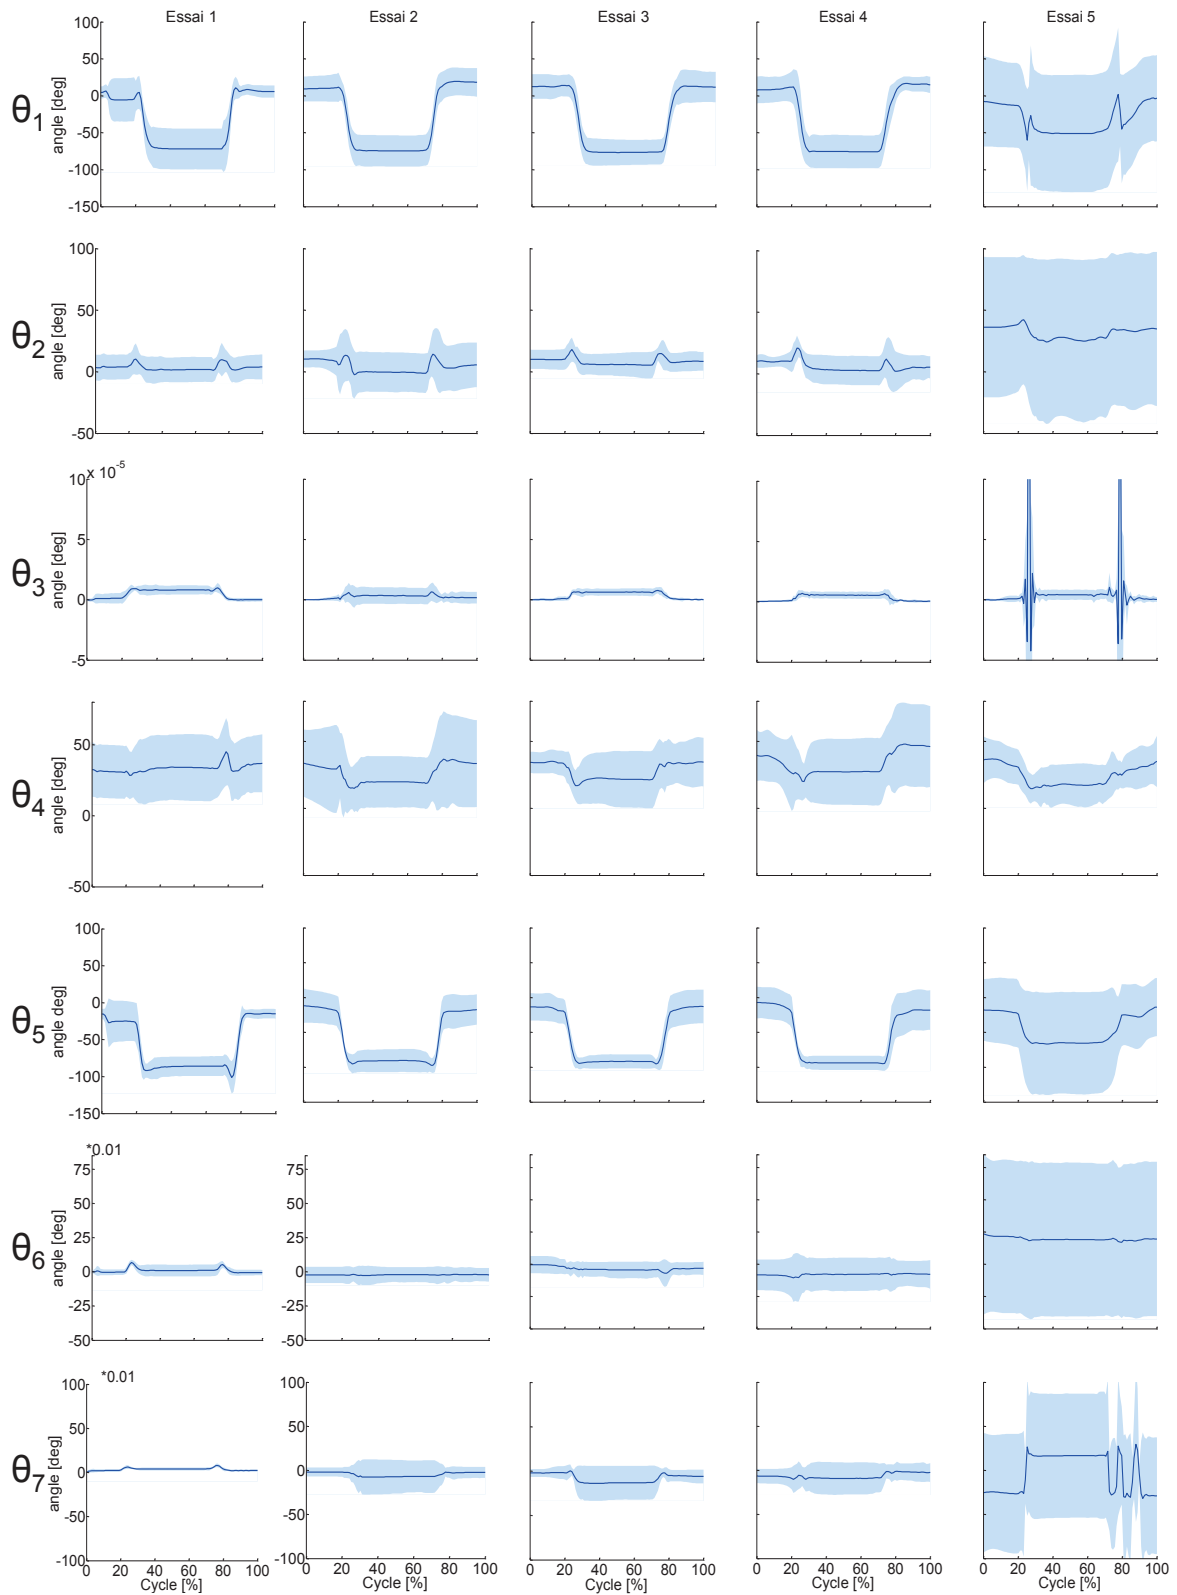 Essai 1 Essai 2 Essai 3 Essai 4 Essai 5
θ1
angle [deg]
100
50
0
-50
-100
-150
θ2
angle [deg]
100
50
0
-50
θ3
angle [deg]
10 x 10^-5
5
0
-5
θ4
angle [deg]
50
0
-50
θ5
angle deg]
100
50
0
-50
-100
-150
θ6
angle [deg]
*0.01
75 75
50 50
25 25
0 0
-25 -25
-50 -50
θ7
angle [deg]
*0.01
100 100
50 50
0 0
-50 -50
-100 -100
0 20 40 60 80 100 0 20 40 60 80 100 0 20 40 60 80 100 0 20 40 60 80 100 0 20 40 60 80 100
Cycle [%] Cycle [%] Cycle [%] Cycle [%] Cycle [%]